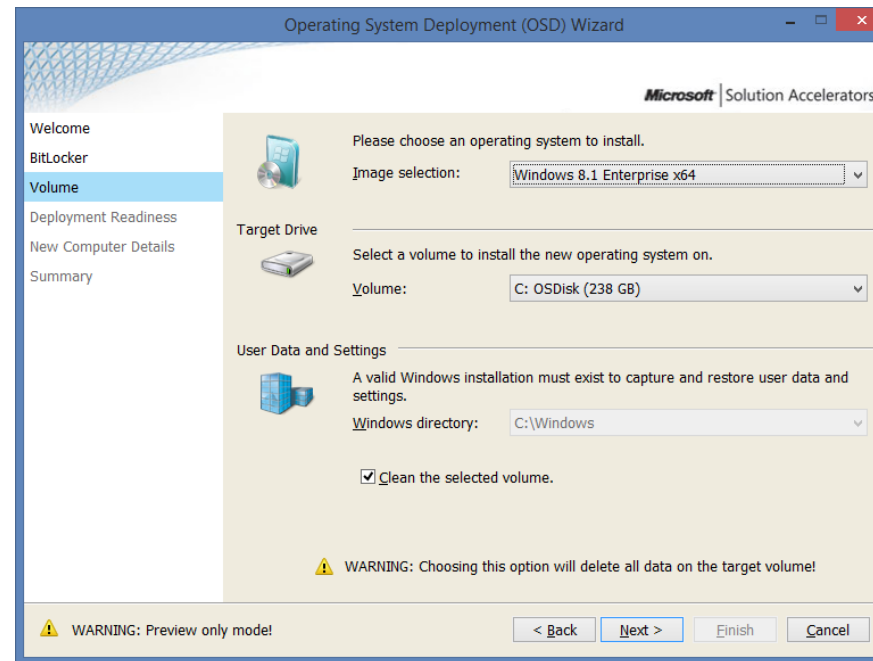 Operating System Deployment (OSD) Wizard
Microsoft Solution Accelerators
Welcome
BitLocker
Volume
Deployment Readiness
New Computer Details
Summary
Please choose an operating system to install.
Image selection: Windows 8.1 Enterprise x64
Target Drive
Select a volume to install the new operating system on.
Volume: C: OSDisk (238 GB)
User Data and Settings
A valid Windows installation must exist to capture and restore user data and
settings.
Windows directory: C:\Windows
Clean the selected volume.
WARNING: Choosing this option will delete all data on the target volume!
WARNING: Preview only mode!
< Back Next > Finish Cancel